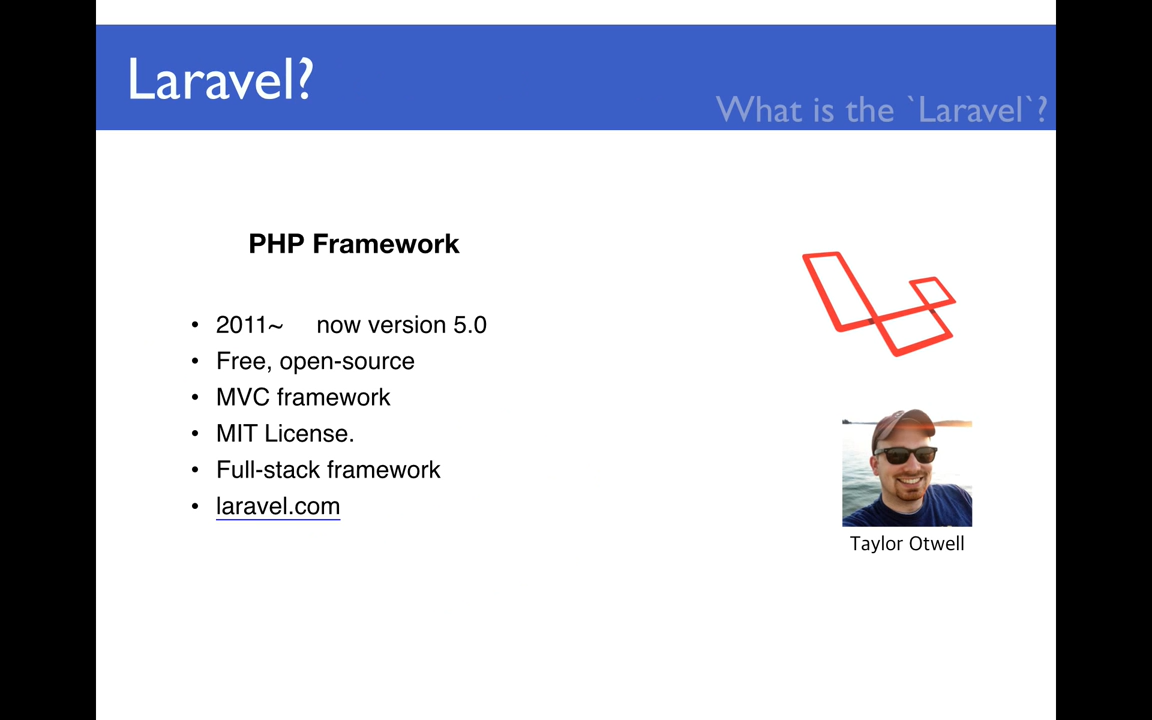 Laravel?
What is the `Laravel`?
PHP Framework
• 2011~ now version 5.0
• Free, open-source
• MVC framework
• MIT License.
• Full-stack framework
• laravel.com
Taylor Otwell